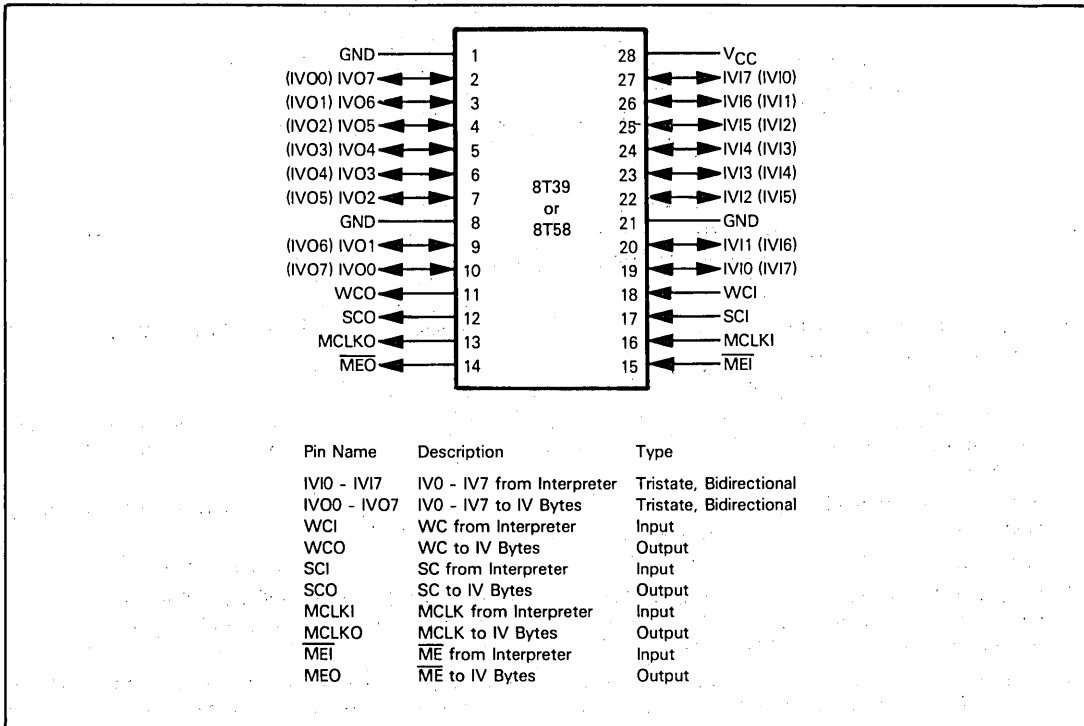 GND 1 28 VCC
(IVO0) IVO7 2 27 IVI7 (IVI0)
(IVO1) IVO6 3 26 IVI6 (IVI1)
(IVO2) IVO5 4 25 IVI5 (IVI2)
(IVO3) IVO4 5 24 IVI4 (IVI3)
(IVO4) IVO3 6 23 IVI3 (IVI4)
(IVO5) IVO2 7 22 IVI2 (IVI5)
8T39
or
8T58
GND 8 21 GND
(IVO6) IVO1 9 20 IVI1 (IVI6)
(IVO7) IVO0 10 19 IVI0 (IVI7)
WCO 11 18 WCI
SCO 12 17 SCI
MCLKO 13 16 MCLKI
M̅E̅O̅ 14 15 M̅E̅I̅
Pin Name Description Type
IVI0 - IVI7 IV0 - IV7 from Interpreter Tristate, Bidirectional
IVO0 - IVO7 IV0 - IV7 to IV Bytes Tristate, Bidirectional
WCI WC from Interpreter Input
WCO WC to IV Bytes Output
SCI SC from Interpreter Input
SCO SC to IV Bytes Output
MCLKI MCLK from Interpreter Input
MCLKO MCLK to IV Bytes Output
M̅E̅I̅ M̅E̅ from Interpreter Input
MEO M̅E̅ to IV Bytes Output